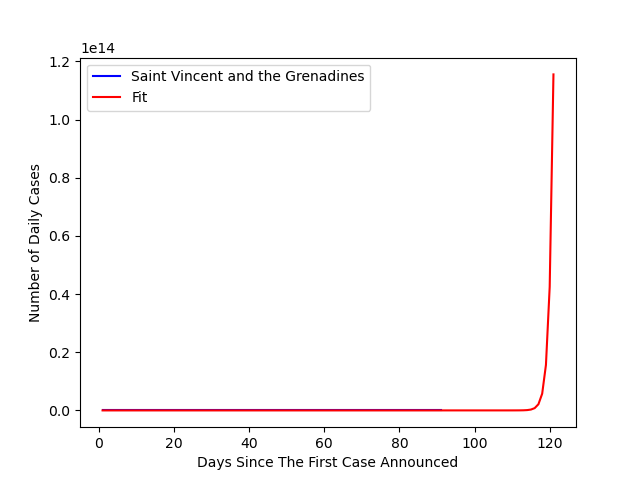 1e14
1.2
1.0
0.8
0.6
0.4
0.2
0.0
Number of Daily Cases
Saint Vincent and the Grenadines
Fit
0 20 40 60 80 100 120
Days Since The First Case Announced